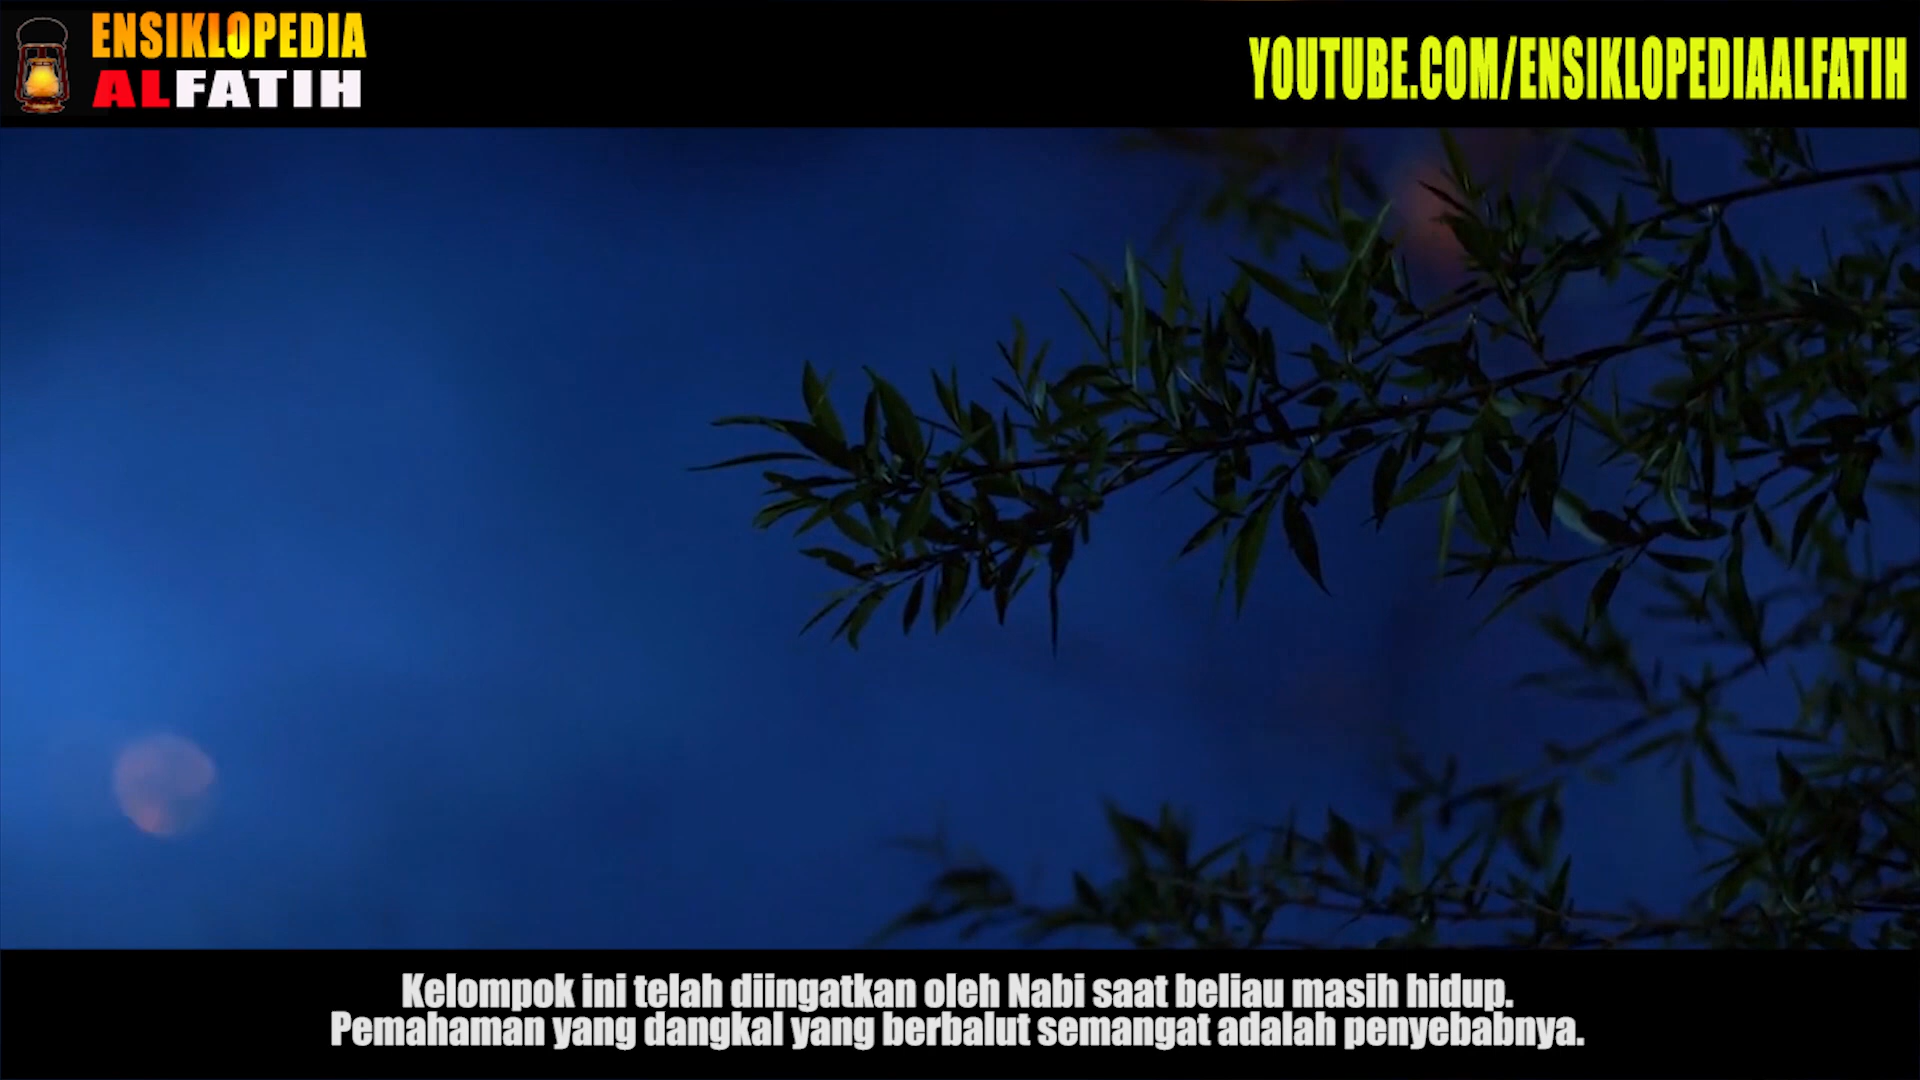 ENSIKLOPEDIA
ALFATIH
YOUTUBE.COM/ENSIKLOPEDIAALFATIH
Kelompok ini telah diingatkan oleh Nabi saat beliau masih hidup.
Pemahaman yang dangkal yang berbalut semangat adalah penyebabnya.